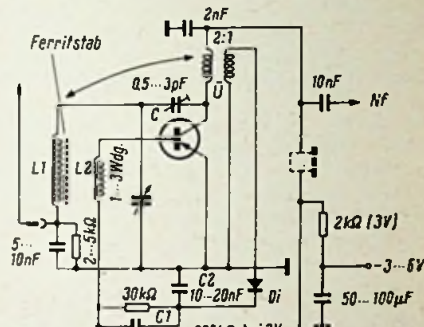 2nF
2:1
Ferritstab
0,5...3pF
C
Ü
10nF
Nf
L1
L2
1...3Wdg.
5...
10nF
2...5kΩ
2kΩ (3V)
-3...6V
C2
10...20nF
Di
30kΩ
C1
50...100µF